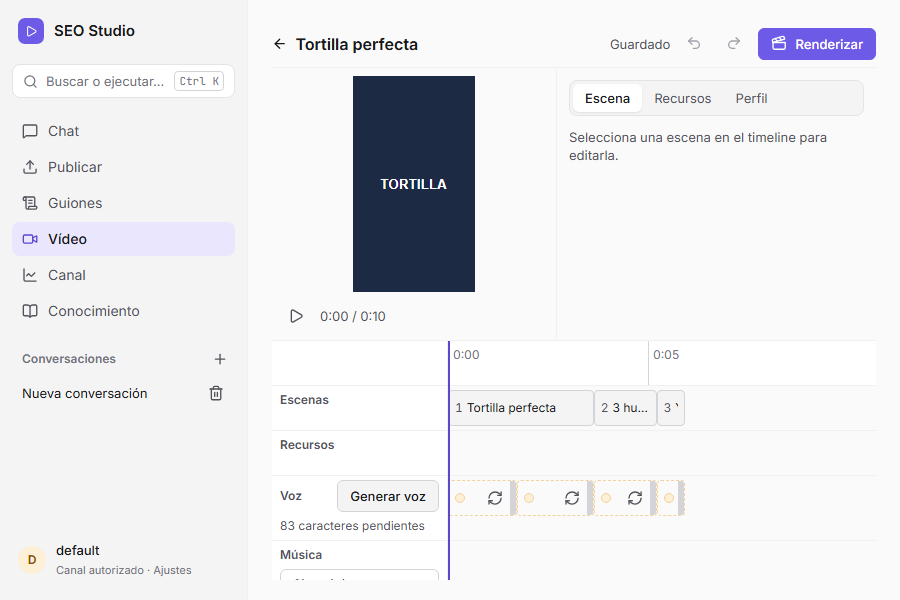 SEO Studio
Buscar o ejecutar... Ctrl K
Chat
Publicar
Guiones
Vídeo
Canal
Conocimiento
Conversaciones
Nueva conversación
D
default
Canal autorizado · Ajustes
Tortilla perfecta
Guardado
Renderizar
TORTILLA
0:00 / 0:10
Escena Recursos Perfil
Selecciona una escena en el timeline para
editarla.
0:00 0:05
Escenas
1 Tortilla perfecta
2 3 hu...
3
Recursos
Voz
Generar voz
83 caracteres pendientes
Música